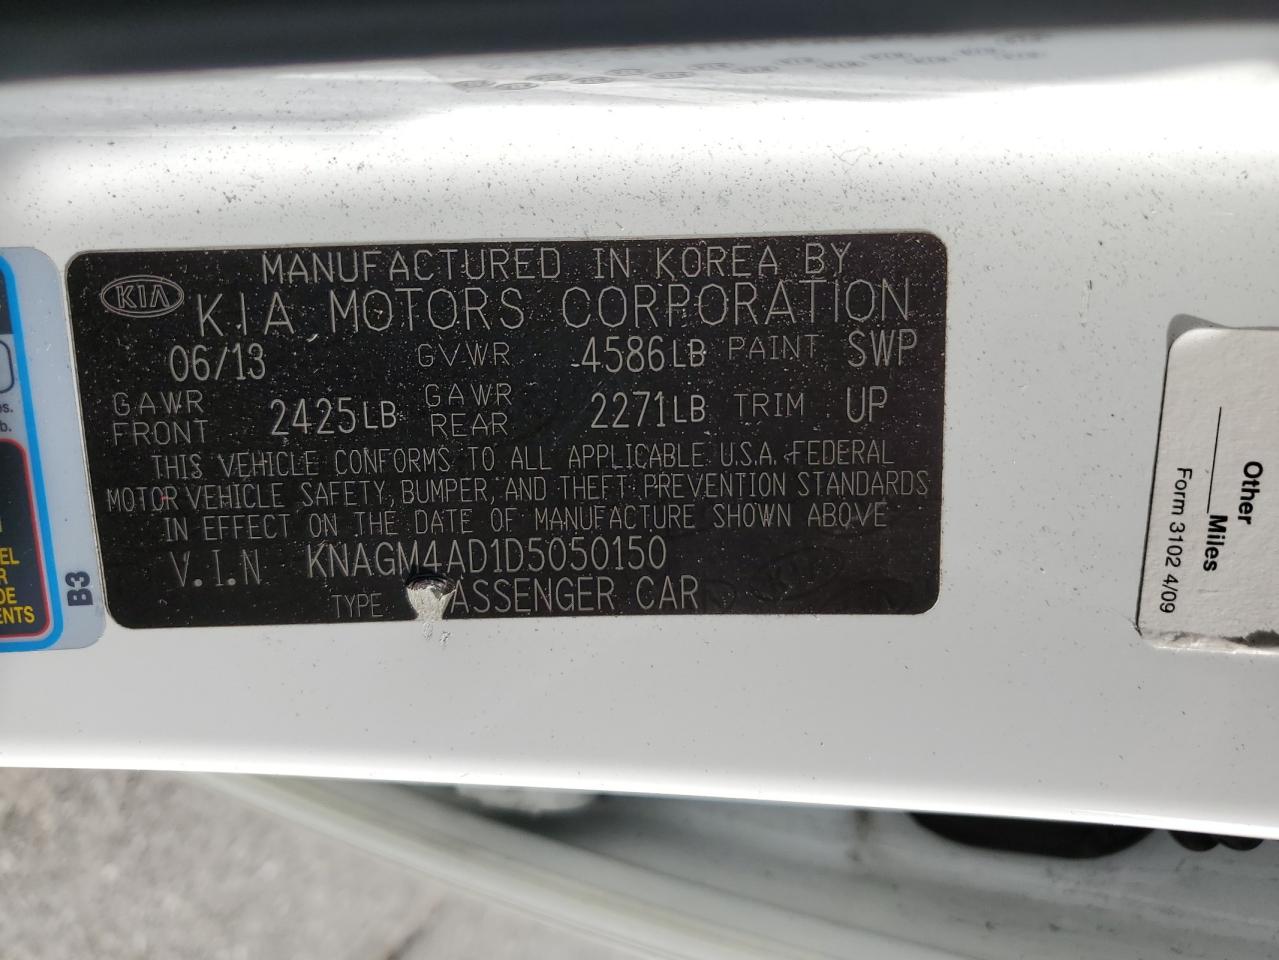 MANUFACTURED IN KOREA BY
KIA
KIA MOTORS CORPORATION
06/13 GVWR 4586LB PAINT SWP
GAWR FRONT 2425LB GAWR REAR 2271LB TRIM UP
THIS VEHICLE CONFORMS TO ALL APPLICABLE U.S.A. FEDERAL
MOTOR VEHICLE SAFETY, BUMPER, AND THEFT PREVENTION STANDARDS
IN EFFECT ON THE DATE OF MANUFACTURE SHOWN ABOVE
V.I.N KNAGM4AD1D5050150
TYPE ASSENGER CAR
B3
Other
Miles
Form 3102 4/09